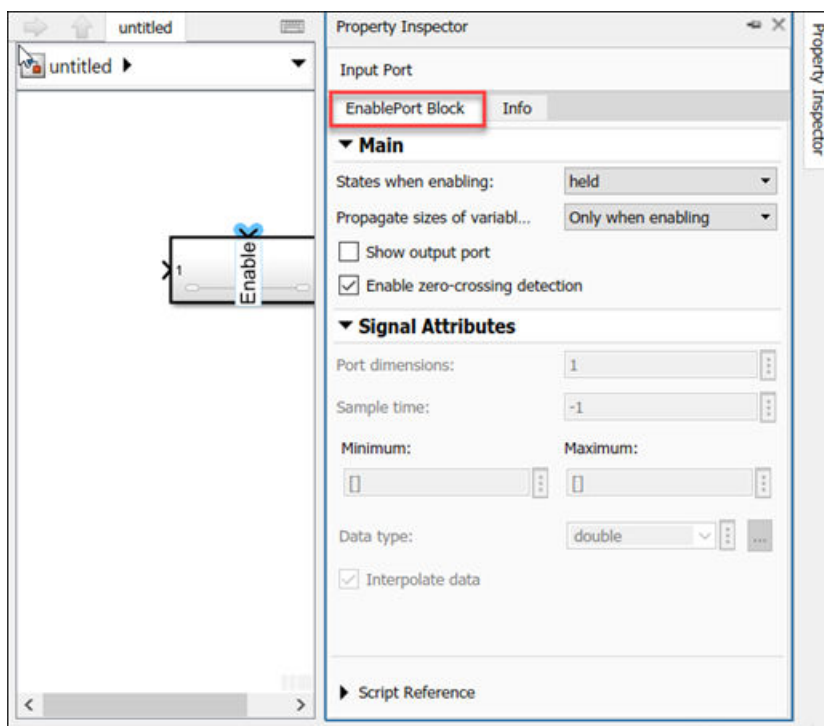 untitled
Property Inspector
Property Inspector
untitled
Input Port
EnablePort Block Info
Main
States when enabling: held
Propagate sizes of variabl... Only when enabling
Show output port
1
Enable
Enable zero-crossing detection
Signal Attributes
Port dimensions: 1
Sample time: -1
Minimum: Maximum:
[] []
Data type: double ...
Interpolate data
Script Reference